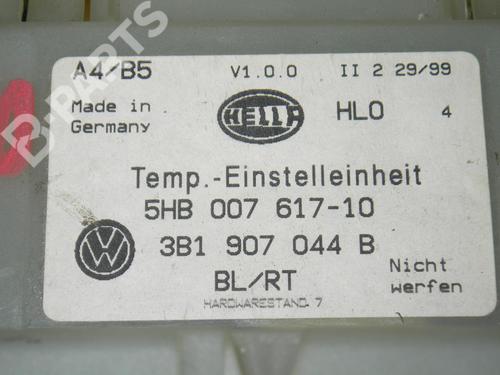 A4/B5 V1.0.0 II 2 29/99
Made in
Germany
HELLA
HLO 4
Temp.-Einstelleinheit
5HB 007 617-10
3B1 907 044 B
BL/RT
HARDWARESTAND. 7
Nicht
werfen
B-PARTS